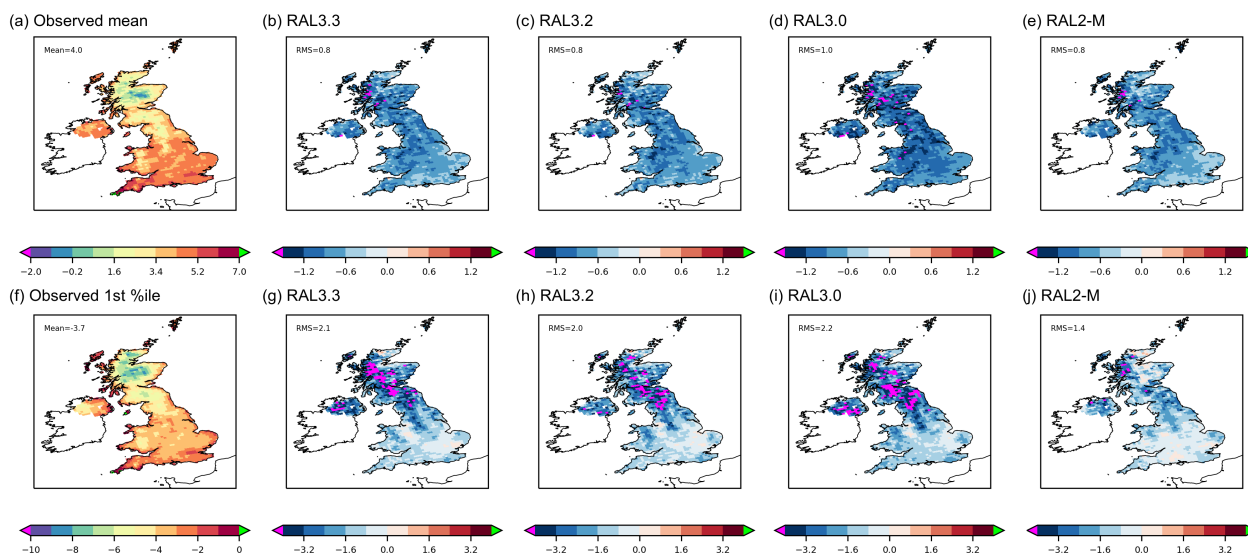 (a) Observed mean
(b) RAL3.3
(c) RAL3.2
(d) RAL3.0
(e) RAL2-M
Mean=4.0
RMS=0.8
RMS=0.8
RMS=1.0
RMS=0.8
−2.0 −0.2 1.6 3.4 5.2 7.0
−1.2 −0.6 0.0 0.6 1.2
−1.2 −0.6 0.0 0.6 1.2
−1.2 −0.6 0.0 0.6 1.2
−1.2 −0.6 0.0 0.6 1.2
(f) Observed 1st %ile
(g) RAL3.3
(h) RAL3.2
(i) RAL3.0
(j) RAL2-M
Mean=-3.7
RMS=2.1
RMS=2.0
RMS=2.2
RMS=1.4
−10 −8 −6 −4 −2 0
−3.2 −1.6 0.0 1.6 3.2
−3.2 −1.6 0.0 1.6 3.2
−3.2 −1.6 0.0 1.6 3.2
−3.2 −1.6 0.0 1.6 3.2